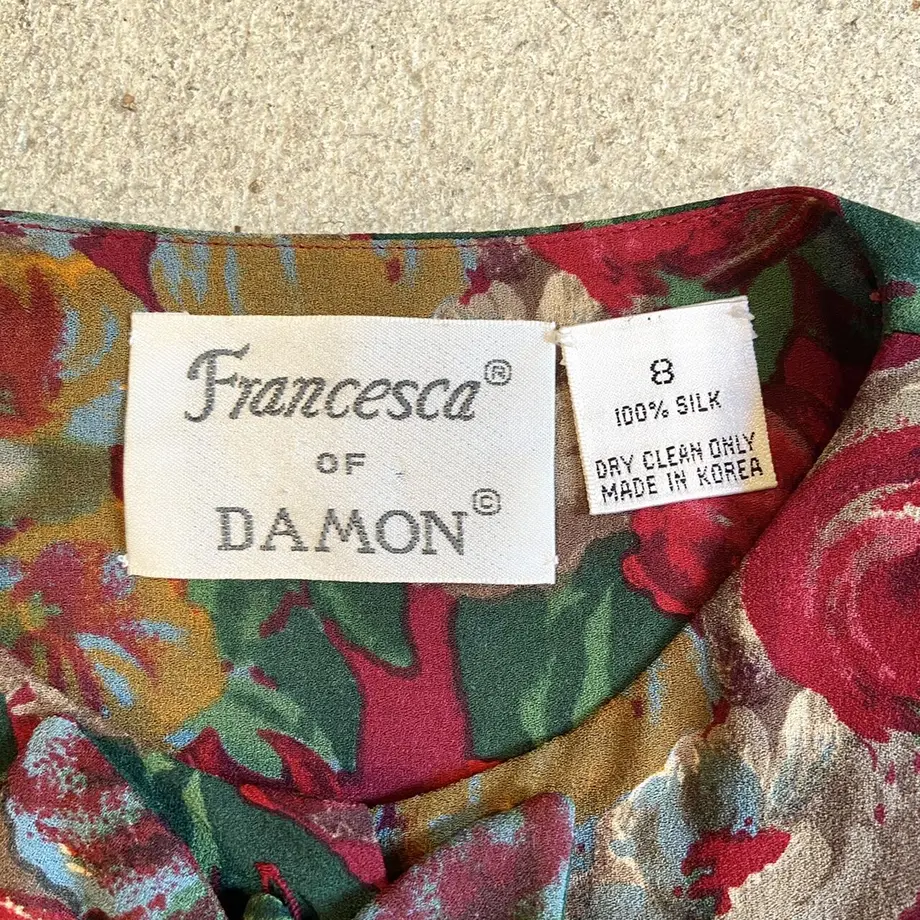 Francesca®
OF
DAMON©
8
100% SILK
DRY CLEAN ONLY
MADE IN KOREA